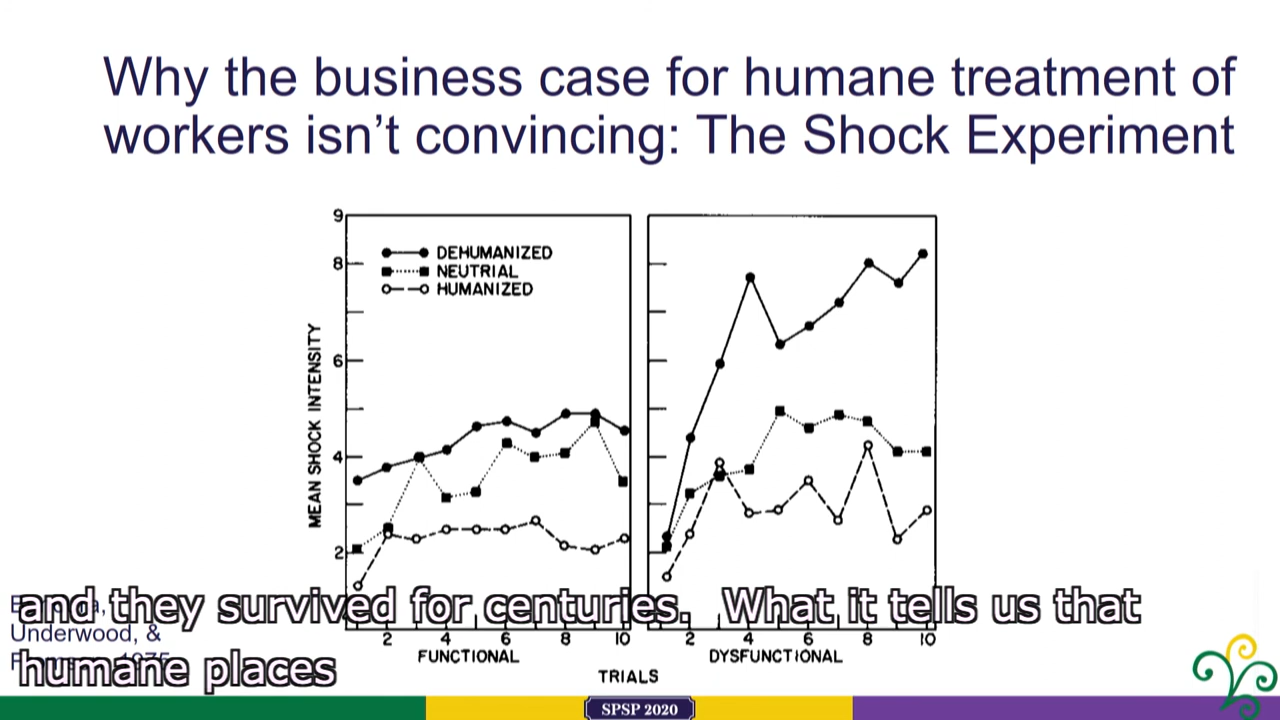 Why the business case for humane treatment of
workers isn't convincing: The Shock Experiment
9
8
6
4
2
DEHUMANIZED
NEUTRIAL
HUMANIZED
MEAN SHOCK INTENSITY
2 4 6 8 10
FUNCTIONAL
2 4 6 8 10
DYSFUNCTIONAL
TRIALS
Underwood, &
and they survived for centuries. What it tells us that
humane places
SPSP 2020